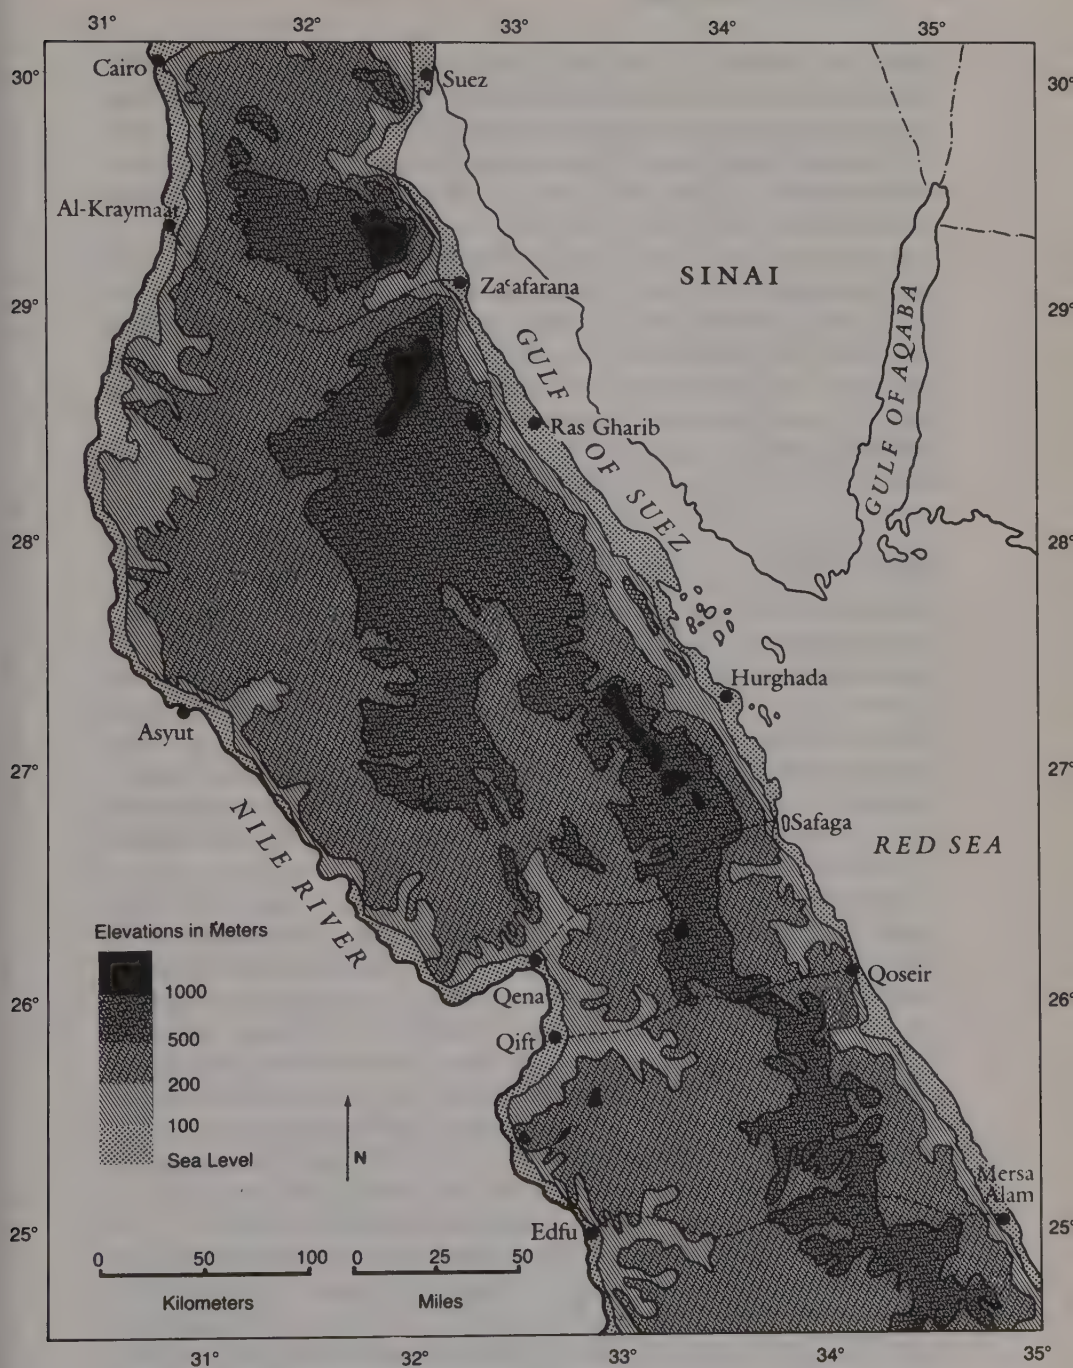 31° 32° 33° 34° 35°
30° 30°
Cairo
Suez
Al-Kraymaat
SINAI
Zaʿafarana
29° 29°
GULF OF SUEZ
GULF OF AQABA
Ras Gharib
28° 28°
Hurghada
Asyut
27° 27°
NILE RIVER
Safaga
RED SEA
Elevations in Meters
1000
500
200
100
Sea Level
N
Qoseir
Qena
26° 26°
Qift
Mersa
Alam
Edfu
25° 25°
0 50 100
Kilometers
0 25 50
Miles
31° 32° 33° 34° 35°